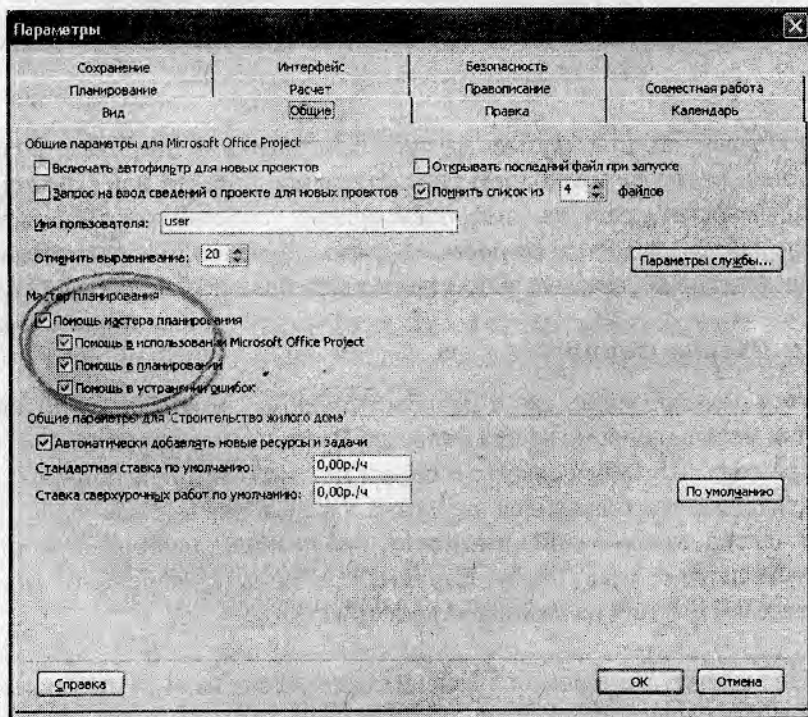 Параметры
Сохранение Интерфейс Безопасность
Планирование Расчет Правописание Совместная работа
Вид Общие Правка Календарь
Общие параметры для Microsoft Office Project
Включать автофильтр для новых проектов Открывать последний файл при запуске
Запрос на ввод сведений о проекте для новых проектов Помнить список из 4 файлов
Имя пользователя: user
Отменить выравнивание: 20 Параметры службы...
Мастер планирования
Помощь мастера планирования
Помощь в использовании Microsoft Office Project
Помощь в планировании
Помощь в устранении ошибок
Общие параметры для 'Строительство жилого дома'
Автоматически добавлять новые ресурсы и задачи
Стандартная ставка по умолчанию: 0,00р./ч
Ставка сверхурочных работ по умолчанию: 0,00р./ч По умолчанию
Справка ОК Отмена